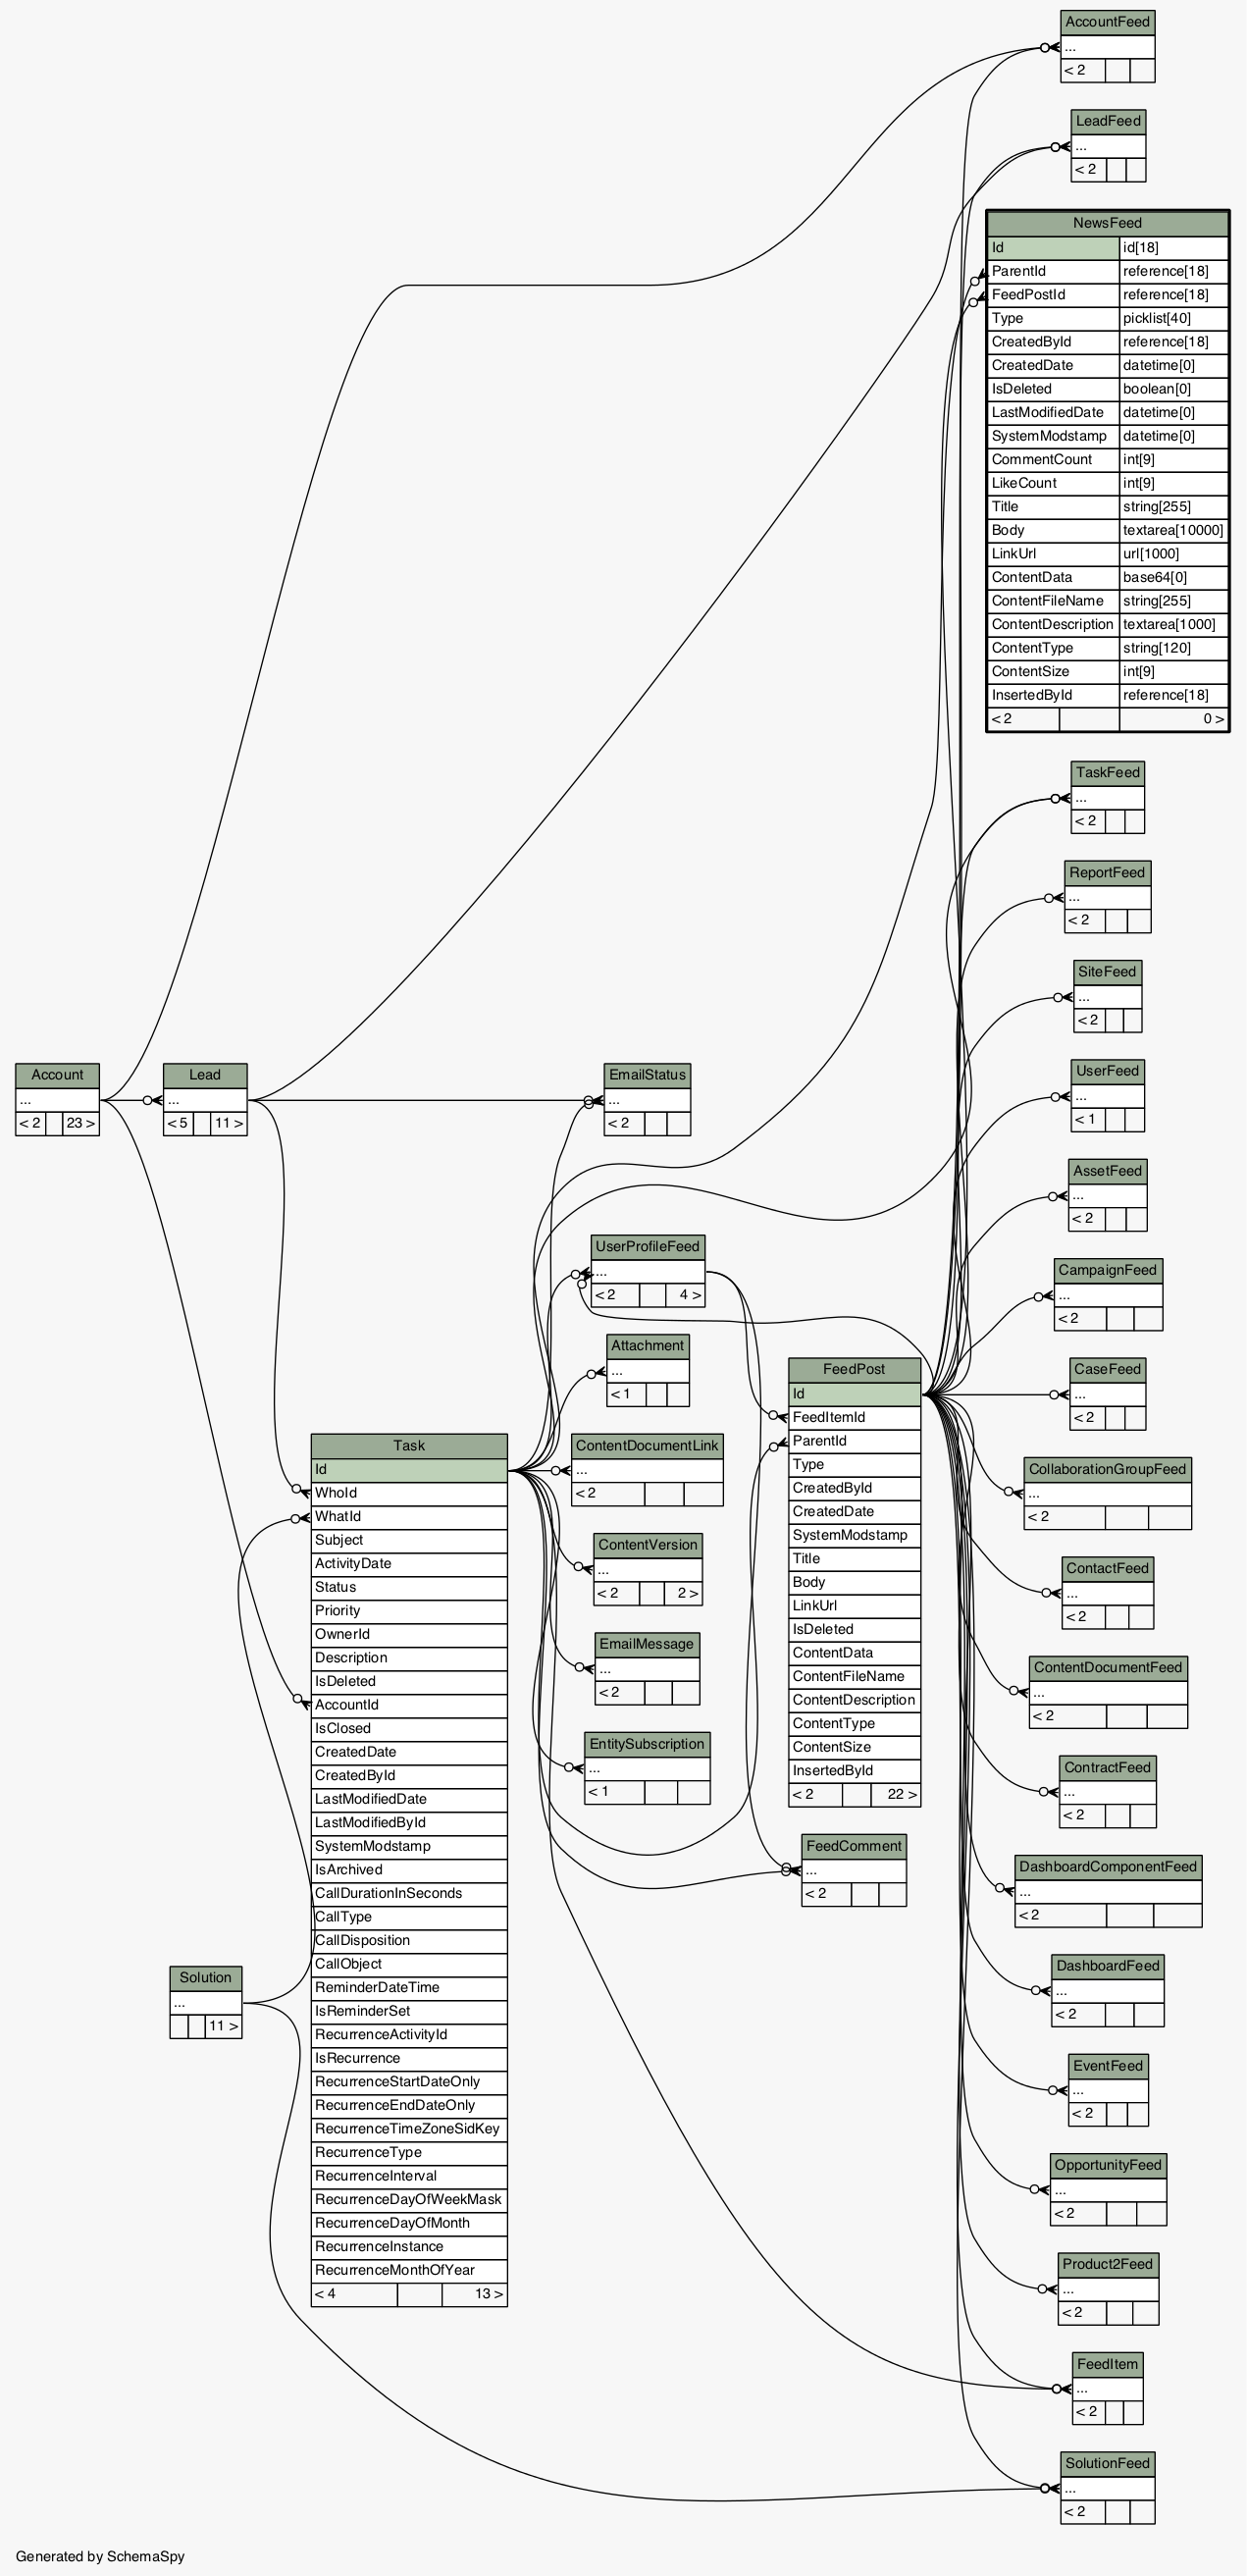 AccountFeed
...
< 2
LeadFeed
...
< 2
NewsFeed
Id id[18]
ParentId reference[18]
FeedPostId reference[18]
Type picklist[40]
CreatedById reference[18]
CreatedDate datetime[0]
IsDeleted boolean[0]
LastModifiedDate datetime[0]
SystemModstamp datetime[0]
CommentCount int[9]
LikeCount int[9]
Title string[255]
Body textarea[10000]
LinkUrl url[1000]
ContentData base64[0]
ContentFileName string[255]
ContentDescription textarea[1000]
ContentType string[120]
ContentSize int[9]
InsertedById reference[18]
< 2 0 >
TaskFeed
...
< 2
ReportFeed
...
< 2
SiteFeed
...
< 2
UserFeed
...
< 1
AssetFeed
...
< 2
CampaignFeed
...
< 2
CaseFeed
...
< 2
CollaborationGroupFeed
...
< 2
ContactFeed
...
< 2
ContentDocumentFeed
...
< 2
ContractFeed
...
< 2
DashboardComponentFeed
...
< 2
DashboardFeed
...
< 2
EventFeed
...
< 2
OpportunityFeed
...
< 2
Product2Feed
...
< 2
FeedItem
...
< 2
SolutionFeed
...
< 2
Account
...
< 2 23 >
Lead
...
< 5 11 >
EmailStatus
...
< 2
UserProfileFeed
...
< 2 4 >
Attachment
...
< 1
ContentDocumentLink
...
< 2
ContentVersion
...
< 2 2 >
EmailMessage
...
< 2
EntitySubscription
...
< 1
FeedPost
Id
FeedItemId
ParentId
Type
CreatedById
CreatedDate
SystemModstamp
Title
Body
LinkUrl
IsDeleted
ContentData
ContentFileName
ContentDescription
ContentType
ContentSize
InsertedById
< 2 22 >
FeedComment
...
< 2
Task
Id
WhoId
WhatId
Subject
ActivityDate
Status
Priority
OwnerId
Description
IsDeleted
AccountId
IsClosed
CreatedDate
CreatedById
LastModifiedDate
LastModifiedById
SystemModstamp
IsArchived
CallDurationInSeconds
CallType
CallDisposition
CallObject
ReminderDateTime
IsReminderSet
RecurrenceActivityId
IsRecurrence
RecurrenceStartDateOnly
RecurrenceEndDateOnly
RecurrenceTimeZoneSidKey
RecurrenceType
RecurrenceInterval
RecurrenceDayOfWeekMask
RecurrenceDayOfMonth
RecurrenceInstance
RecurrenceMonthOfYear
< 4 13 >
Solution
...
11 >
Generated by SchemaSpy